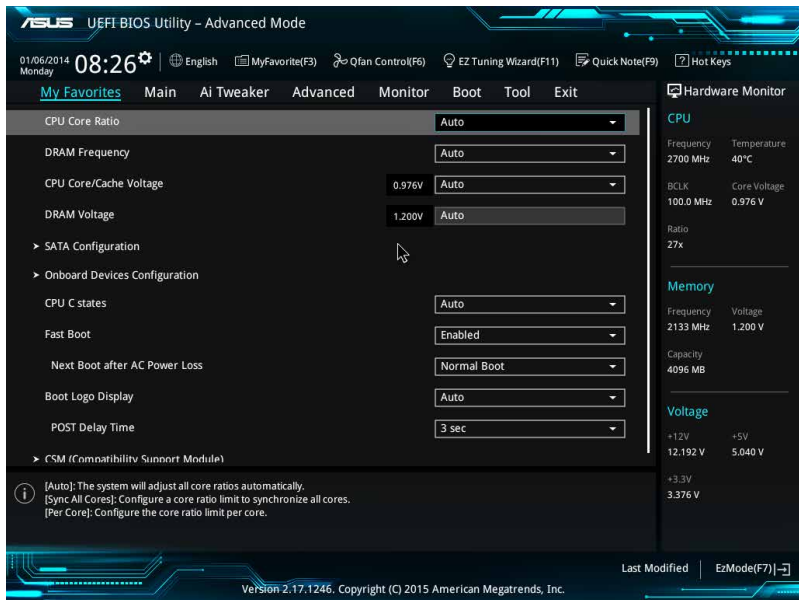 ASUS UEFI BIOS Utility – Advanced Mode
01/06/2014 Monday 08:26 English MyFavorite(F3) Qfan Control(F6) EZ Tuning Wizard(F11) Quick Note(F9) ? Hot Keys
My Favorites Main Ai Tweaker Advanced Monitor Boot Tool Exit
CPU Core Ratio Auto
DRAM Frequency Auto
CPU Core/Cache Voltage 0.976V Auto
DRAM Voltage 1.200V Auto
> SATA Configuration
> Onboard Devices Configuration
CPU C states Auto
Fast Boot Enabled
Next Boot after AC Power Loss Normal Boot
Boot Logo Display Auto
POST Delay Time 3 sec
> CSM (Compatibility Support Module)
i [Auto]: The system will adjust all core ratios automatically.
[Sync All Cores]: Configure a core ratio limit to synchronize all cores.
[Per Core]: Configure the core ratio limit per core.
Hardware Monitor
CPU
Frequency Temperature
2700 MHz 40°C
BCLK Core Voltage
100.0 MHz 0.976 V
Ratio
27x
Memory
Frequency Voltage
2133 MHz 1.200 V
Capacity
4096 MB
Voltage
+12V +5V
12.192 V 5.040 V
+3.3V
3.376 V
Last Modified EzMode(F7)
Version 2.17.1246. Copyright (C) 2015 American Megatrends, Inc.